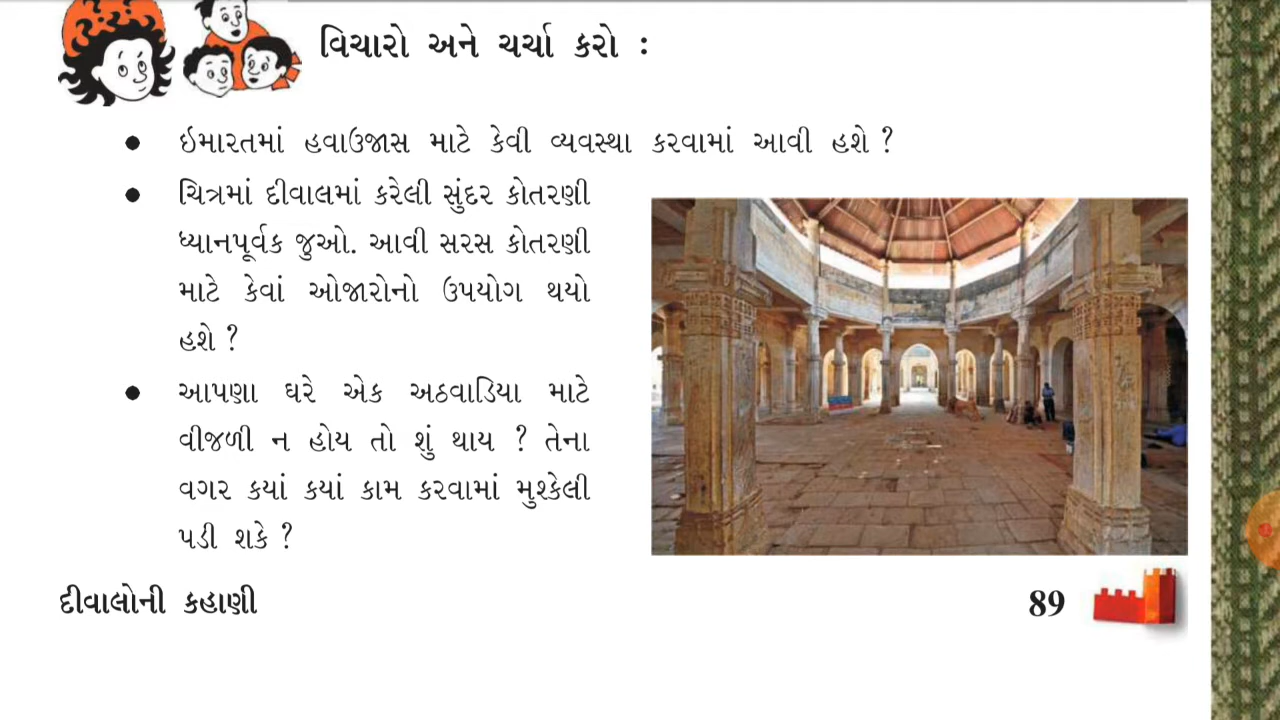 વિચારો અને ચર્ચા કરો :
• ઇમારતમાં હવાઉજાસ માટે કેવી વ્યવસ્થા કરવામાં આવી હશે ?
• ચિત્રમાં દીવાલમાં કરેલી સુંદર કોતરણી
ધ્યાનપૂર્વક જુઓ. આવી સરસ કોતરણી
માટે કેવાં ઓજારોનો ઉપયોગ થયો
હશે ?
• આપણા ઘરે એક અઠવાડિયા માટે
વીજળી ન હોય તો શું થાય ? તેના
વગર કયાં કયાં કામ કરવામાં મુશ્કેલી
પડી શકે ?
દીવાલોની કહાણી
89